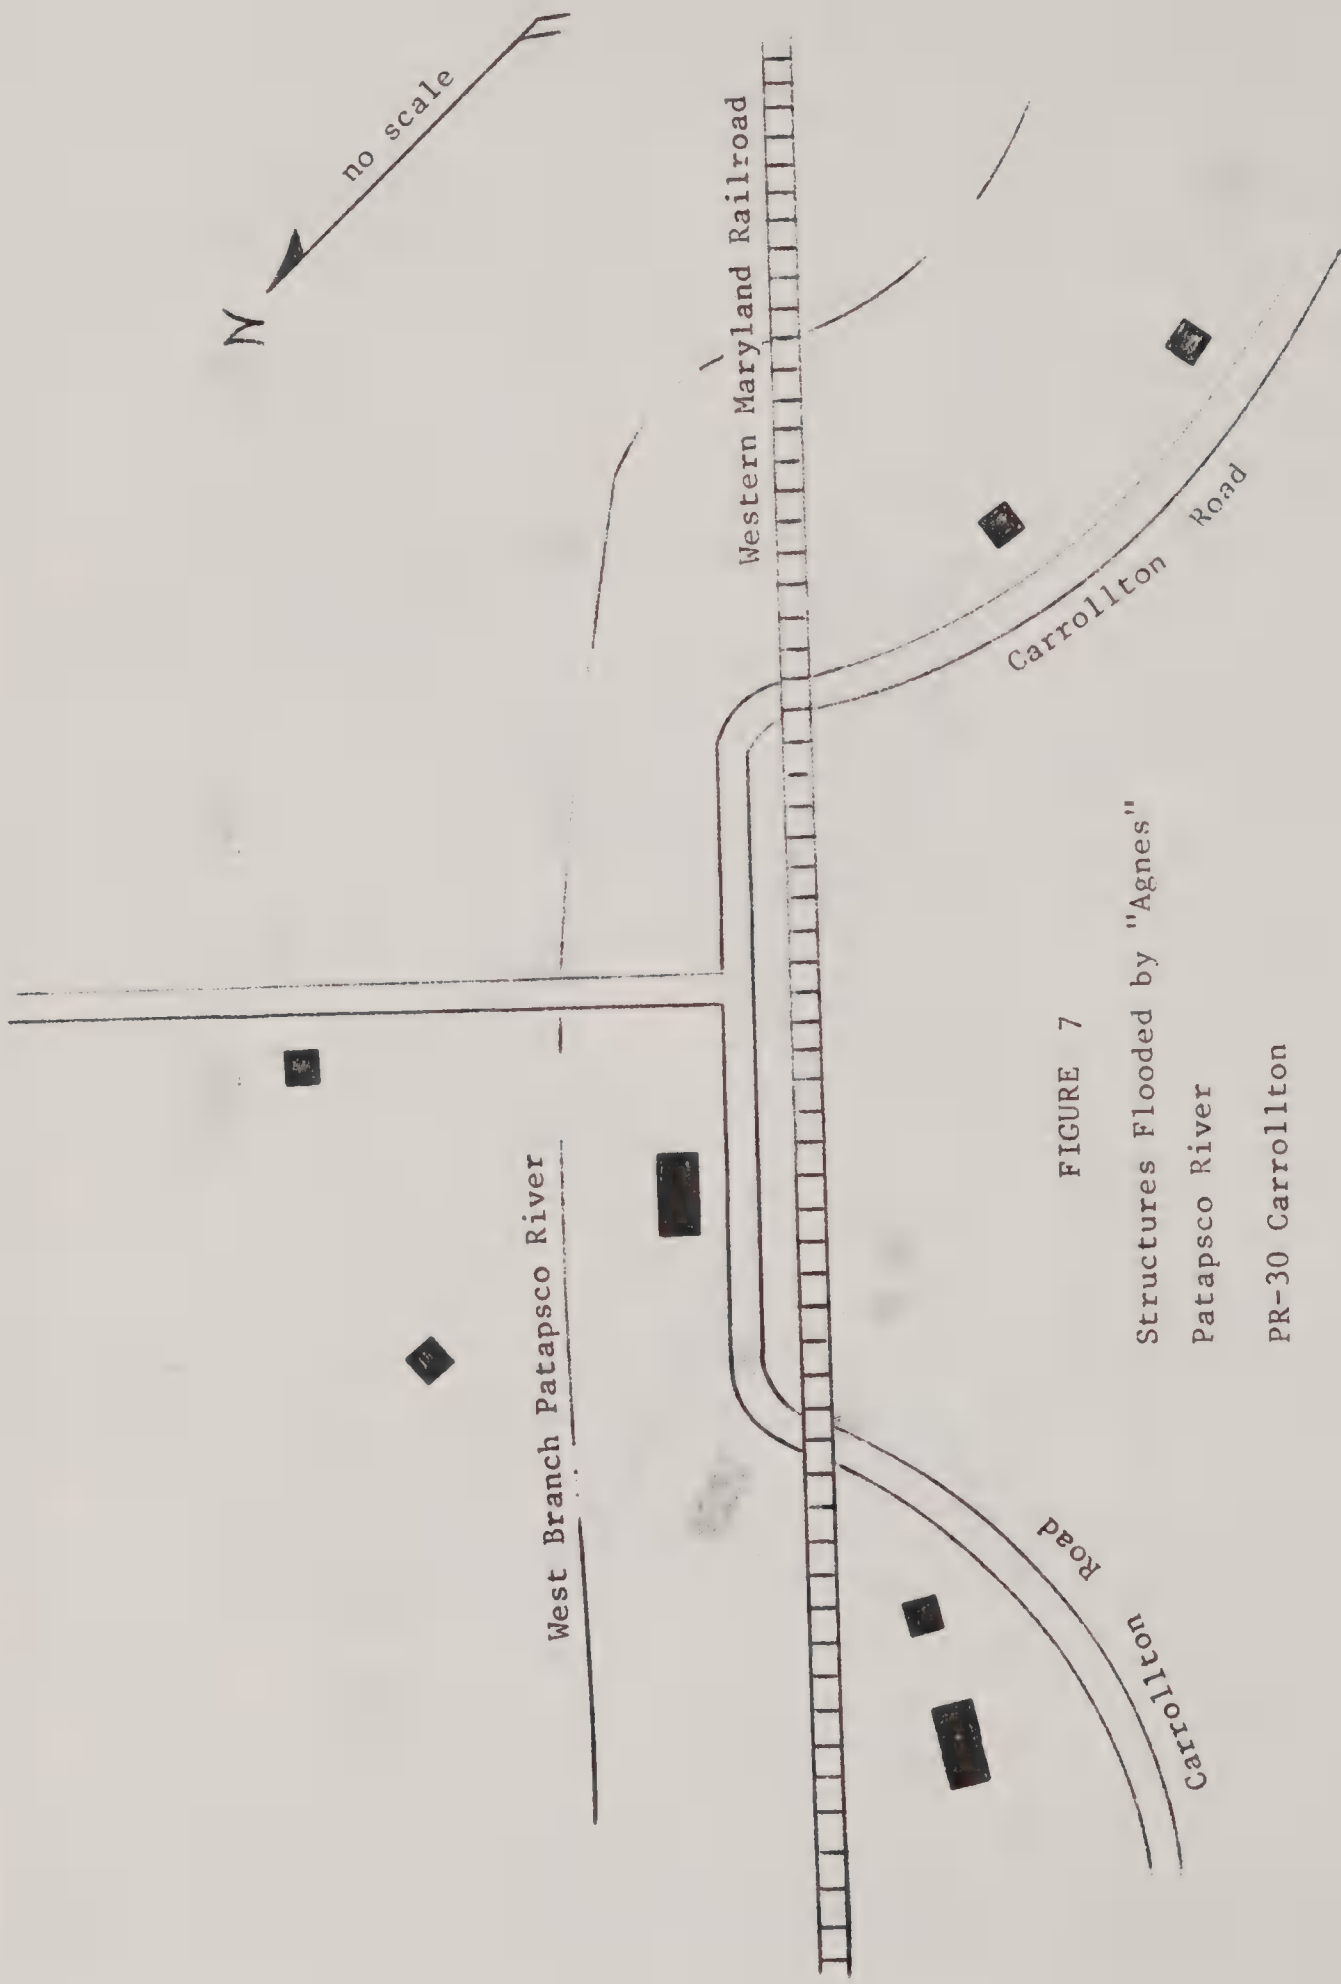 N
no scale
Western Maryland Railroad
West Branch Patapsco River
Carrollton Road
Carrollton Road
FIGURE 7
Structures Flooded by "Agnes"
Patapsco River
PR-30 Carrollton